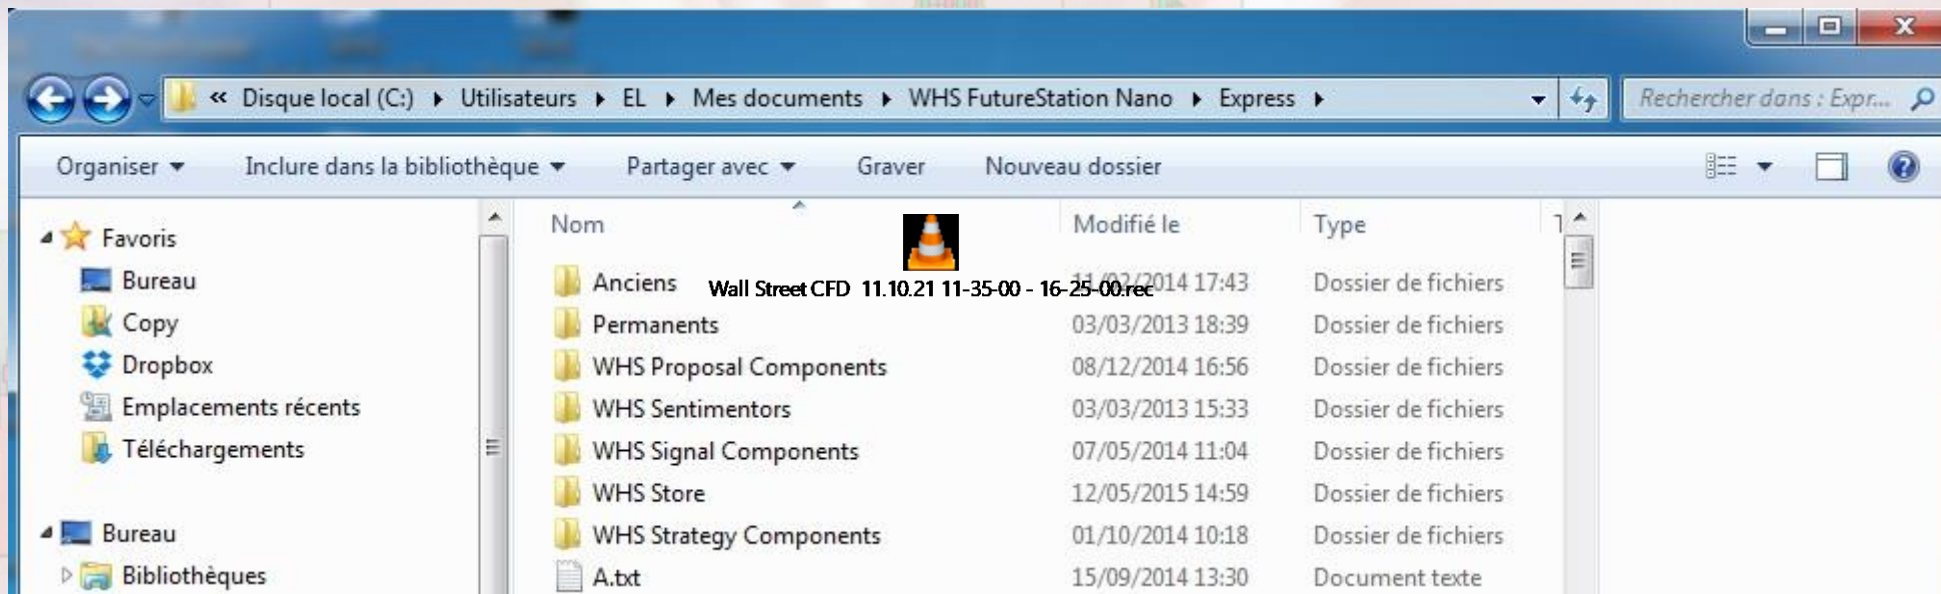 « Disque local (C:) Utilisateurs EL Mes documents WHS FutureStation Nano Express Rechercher dans : Expr...
Organiser Inclure dans la bibliothèque Partager avec Graver Nouveau dossier
Nom Modifié le Type
Favoris
Bureau
Copy
Dropbox
Emplacements récents
Téléchargements
Bureau
Bibliothèques
Anciens 11/02/2014 17:43 Dossier de fichiers
Wall Street CFD 11.10.21 11-35-00 - 16-25-00.rec
Permanents 03/03/2013 18:39 Dossier de fichiers
WHS Proposal Components 08/12/2014 16:56 Dossier de fichiers
WHS Sentimentors 03/03/2013 15:33 Dossier de fichiers
WHS Signal Components 07/05/2014 11:04 Dossier de fichiers
WHS Store 12/05/2015 14:59 Dossier de fichiers
WHS Strategy Components 01/10/2014 10:18 Dossier de fichiers
A.txt 15/09/2014 13:30 Document texte